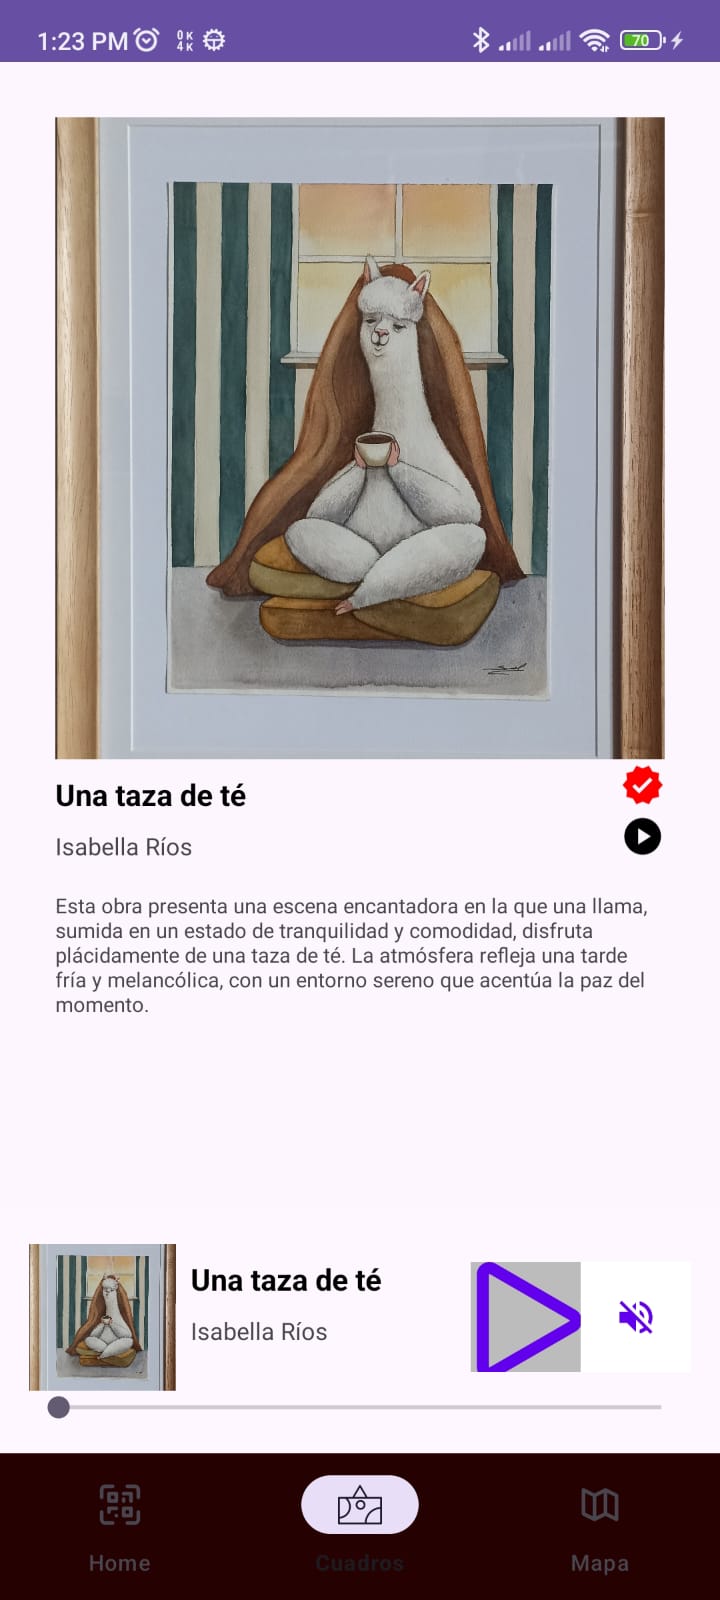 1:23 PM
0 K
4 K
70
Una taza de té
Isabella Ríos
Esta obra presenta una escena encantadora en la que una llama,
sumida en un estado de tranquilidad y comodidad, disfruta
plácidamente de una taza de té. La atmósfera refleja una tarde
fría y melancólica, con un entorno sereno que acentúa la paz del
momento.
Una taza de té
Isabella Ríos
Home
Cuadros
Mapa